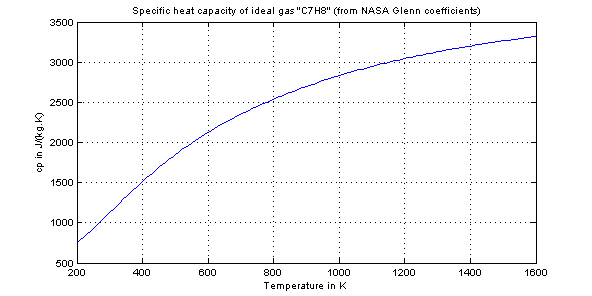 Specific heat capacity of ideal gas "C7H8" (from NASA Glenn coefficients)
3500
3000
2500
2000
1500
1000
500
cp in J/(kg.K)
200 400 600 800 1000 1200 1400 1600
Temperature in K